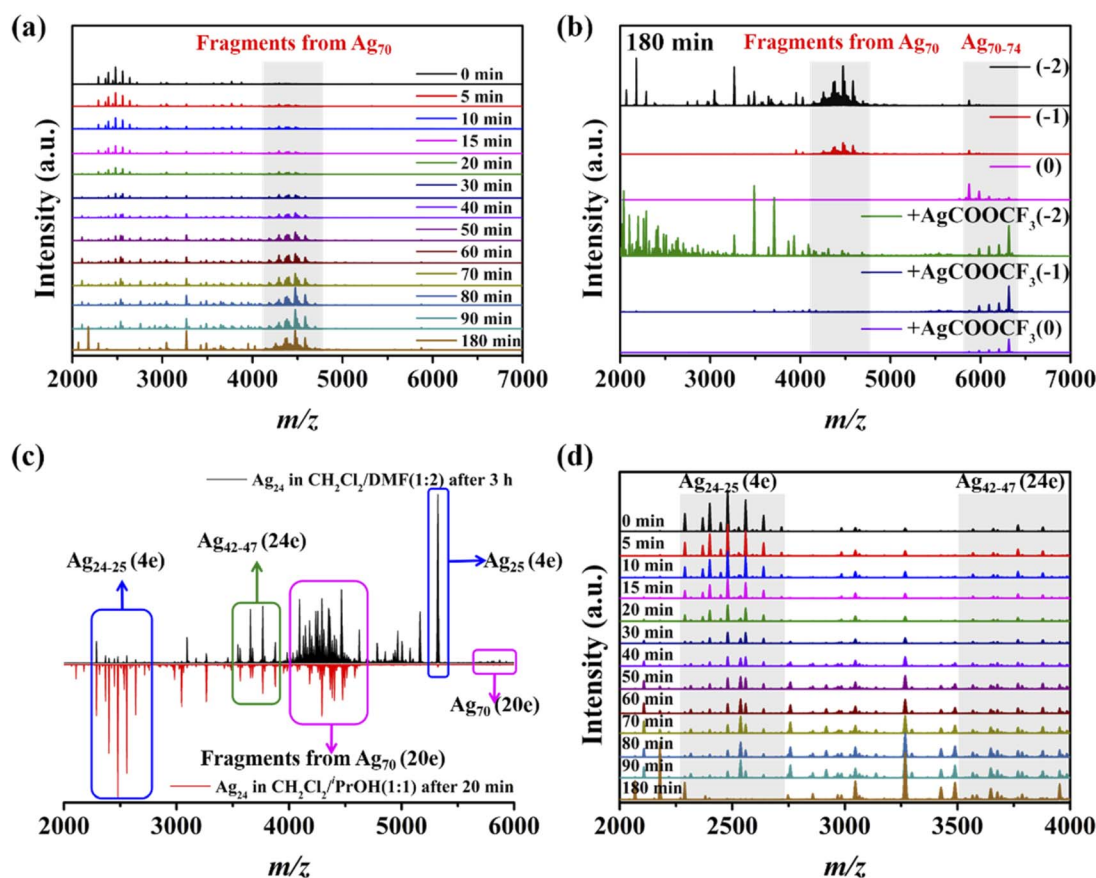 (a)
Fragments from Ag70
0 min
5 min
10 min
15 min
20 min
30 min
40 min
50 min
60 min
70 min
80 min
90 min
180 min
Intensity (a.u.)
2000 3000 4000 5000 6000 7000
m/z
(b)
180 min Fragments from Ag70 Ag70-74
(-2)
(-1)
(0)
+AgCOOCF3(-2)
+AgCOOCF3(-1)
+AgCOOCF3(0)
Intensity (a.u.)
2000 3000 4000 5000 6000 7000
m/z
(c)
Ag24 in CH2Cl2/DMF(1:2) after 3 h
Ag42-47 (24e)
Ag24-25 (4e)
Ag25 (4e)
Ag70 (20e)
Fragments from Ag70 (20e)
Ag24 in CH2Cl2/iPrOH(1:1) after 20 min
2000 3000 4000 5000 6000
m/z
(d)
Ag24-25 (4e) Ag42-47 (24e)
0 min
5 min
10 min
15 min
20 min
30 min
40 min
50 min
60 min
70 min
80 min
90 min
180 min
Intensity (a.u.)
2000 2500 3000 3500 4000
m/z